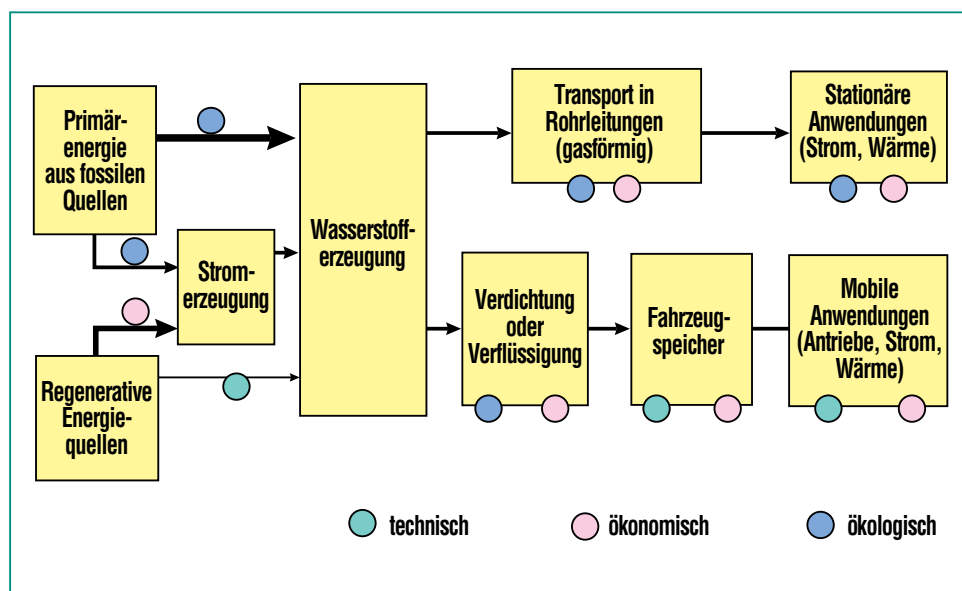 Primär-
energie
aus fossilen
Quellen
Strom-
erzeugung
Regenerative
Energie-
quellen
Wasserstoff-
erzeugung
Transport in
Rohrleitungen
(gasförmig)
Stationäre
Anwendungen
(Strom, Wärme)
Verdichtung
oder
Verflüssigung
Fahrzeug-
speicher
Mobile
Anwendungen
(Antriebe, Strom,
Wärme)
technisch
ökonomisch
ökologisch